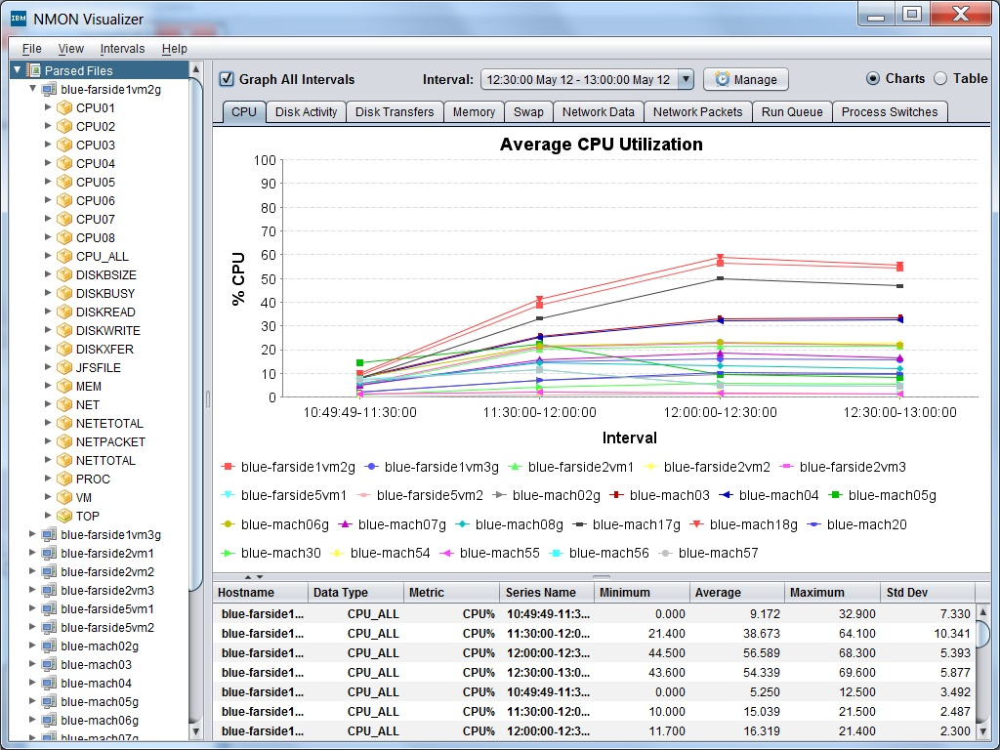 IBM NMON Visualizer
File View Intervals Help
Parsed Files
blue-farside1vm2g
CPU01
CPU02
CPU03
CPU04
CPU05
CPU06
CPU07
CPU08
CPU_ALL
DISKBSIZE
DISKBUSY
DISKREAD
DISKWRITE
DISKXFER
JFSFILE
MEM
NET
NETETOTAL
NETPACKET
NETTOTAL
PROC
VM
TOP
blue-farside1vm3g
blue-farside2vm1
blue-farside2vm2
blue-farside2vm3
blue-farside5vm1
blue-farside5vm2
blue-mach02g
blue-mach03
blue-mach04
blue-mach05g
blue-mach06g
blue-mach07g
Graph All Intervals Interval: 12:30:00 May 12 - 13:00:00 May 12 Manage Charts Table
CPU Disk Activity Disk Transfers Memory Swap Network Data Network Packets Run Queue Process Switches
Average CPU Utilization
% CPU
100
90
80
70
60
50
40
30
20
10
0
10:49:49-11:30:00 11:30:00-12:00:00 12:00:00-12:30:00 12:30:00-13:00:00
Interval
blue-farside1vm2g blue-farside1vm3g blue-farside2vm1 blue-farside2vm2 blue-farside2vm3
blue-farside5vm1 blue-farside5vm2 blue-mach02g blue-mach03 blue-mach04 blue-mach05g
blue-mach06g blue-mach07g blue-mach08g blue-mach17g blue-mach18g blue-mach20
blue-mach30 blue-mach54 blue-mach55 blue-mach56 blue-mach57
Hostname Data Type Metric Series Name Minimum Average Maximum Std Dev
blue-farside1... CPU_ALL CPU% 10:49:49-11:3... 0.000 9.172 32.900 7.330
blue-farside1... CPU_ALL CPU% 11:30:00-12:0... 21.400 38.673 64.100 10.341
blue-farside1... CPU_ALL CPU% 12:00:00-12:3... 44.500 56.589 68.300 5.393
blue-farside1... CPU_ALL CPU% 12:30:00-13:0... 43.600 54.339 69.600 5.877
blue-farside1... CPU_ALL CPU% 10:49:49-11:3... 0.000 5.250 12.500 3.492
blue-farside1... CPU_ALL CPU% 11:30:00-12:0... 10.000 15.039 21.500 2.487
blue-farside1... CPU_ALL CPU% 12:00:00-12:3... 11.700 16.319 21.400 2.300